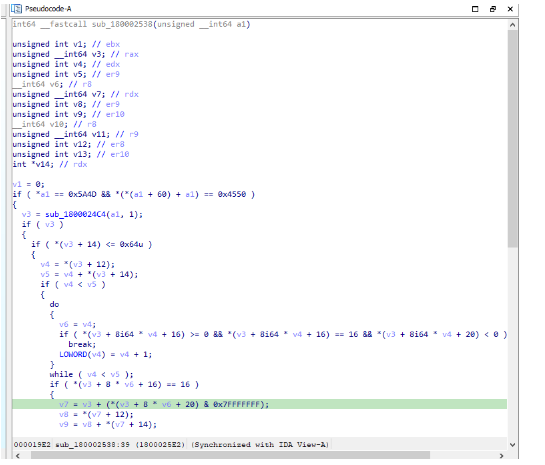 Pseudocode-A
int64 __fastcall sub_180002538(unsigned __int64 a1)
unsigned int v1; // ebx
unsigned __int64 v3; // rax
unsigned int v4; // edx
unsigned int v5; // er9
__int64 v6; // r8
unsigned __int64 v7; // rdx
unsigned int v8; // er9
unsigned int v9; // er10
__int64 v10; // r8
unsigned __int64 v11; // r9
unsigned int v12; // er8
unsigned int v13; // er10
int *v14; // rdx
v1 = 0;
if ( *a1 == 0x5A4D && *(*(a1 + 60) + a1) == 0x4550 )
{
v3 = sub_1800024C4(a1, 1);
if ( v3 )
{
if ( *(v3 + 14) <= 0x64u )
{
v4 = *(v3 + 12);
v5 = v4 + *(v3 + 14);
if ( v4 < v5 )
{
do
{
v6 = v4;
if ( *(v3 + 8i64 * v4 + 16) >= 0 && *(v3 + 8i64 * v4 + 16) == 16 && *(v3 + 8i64 * v4 + 20) < 0 )
break;
LOWORD(v4) = v4 + 1;
}
while ( v4 < v5 );
if ( *(v3 + 8 * v6 + 16) == 16 )
{
v7 = v3 + (*(v3 + 8 * v6 + 20) & 0x7FFFFFFF);
v8 = *(v7 + 12);
v9 = v8 + *(v7 + 14);
000019E2 sub_180002538:39 (1800025E2) (Synchronized with IDA View-A)